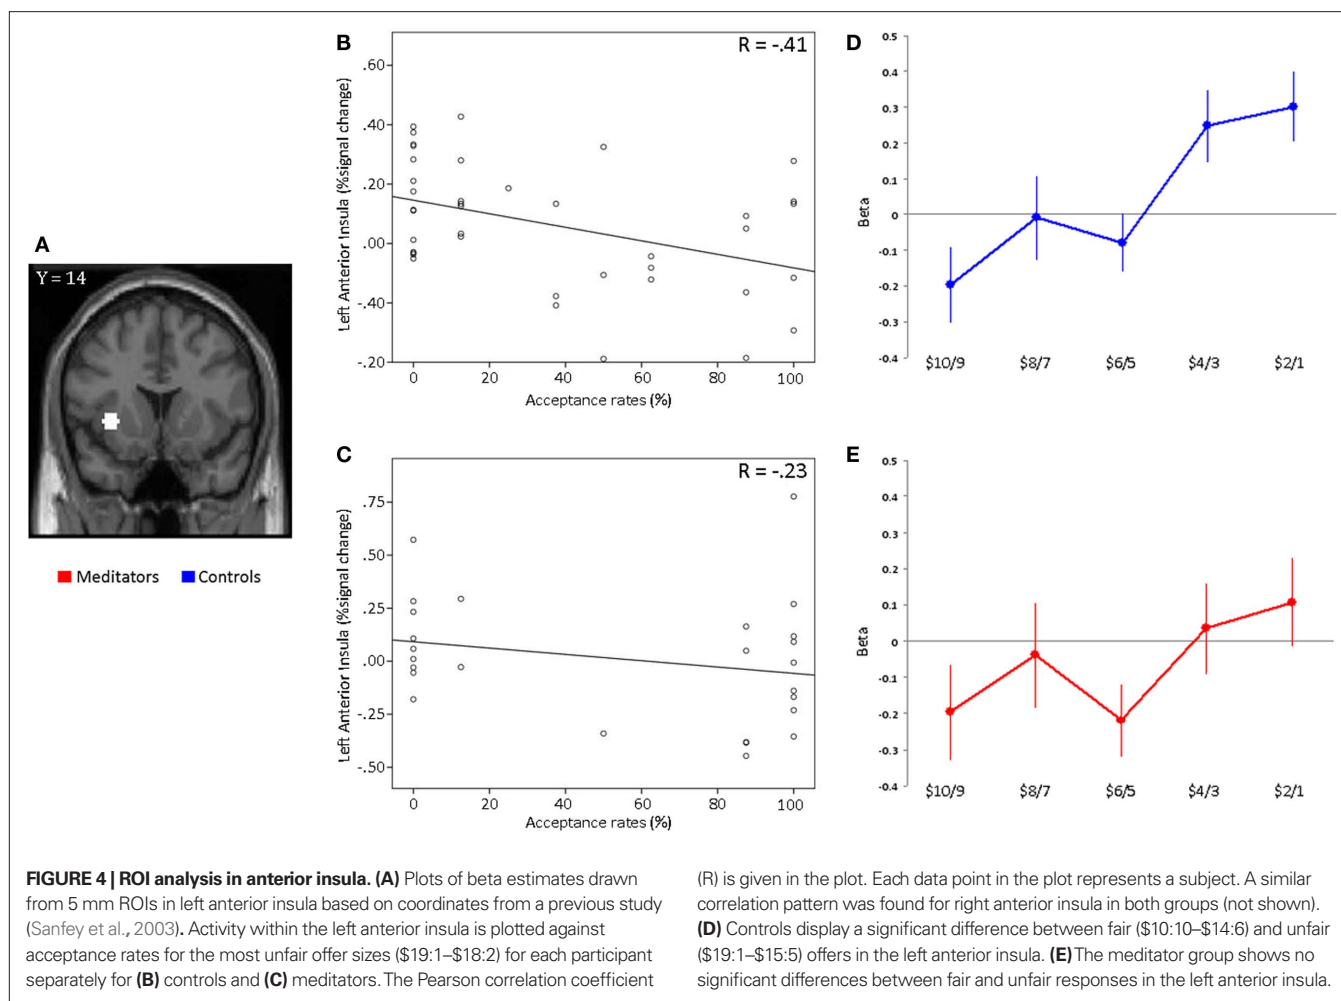 A
Y = 14
Meditators Controls
B
R = -.41
Left Anterior Insula (%signal change)
.60
.40
.20
.00
-.40
-.20
0 20 40 60 80 100
Acceptance rates (%)
C
R = -.23
Left Anterior Insula (%signal change)
.75
.50
.25
.00
-.25
-.50
0 20 40 60 80 100
Acceptance rates (%)
D
Beta
0.5
0.4
0.3
0.2
0.1
0
-0.1
-0.2
-0.3
-0.4
$10/9 $8/7 $6/5 $4/3 $2/1
E
Beta
0.5
0.4
0.3
0.2
0.1
0
-0.1
-0.2
-0.3
-0.4
$10/9 $8/7 $6/5 $4/3 $2/1
FIGURE 4 | ROI analysis in anterior insula. (A) Plots of beta estimates drawn
from 5 mm ROIs in left anterior insula based on coordinates from a previous study
(Sanfey et al., 2003). Activity within the left anterior insula is plotted against
acceptance rates for the most unfair offer sizes ($19:1–$18:2) for each participant
separately for (B) controls and (C) meditators. The Pearson correlation coefficient
(R) is given in the plot. Each data point in the plot represents a subject. A similar
correlation pattern was found for right anterior insula in both groups (not shown).
(D) Controls display a significant difference between fair ($10:10–$14:6) and unfair
($19:1–$15:5) offers in the left anterior insula. (E) The meditator group shows no
significant differences between fair and unfair responses in the left anterior insula.